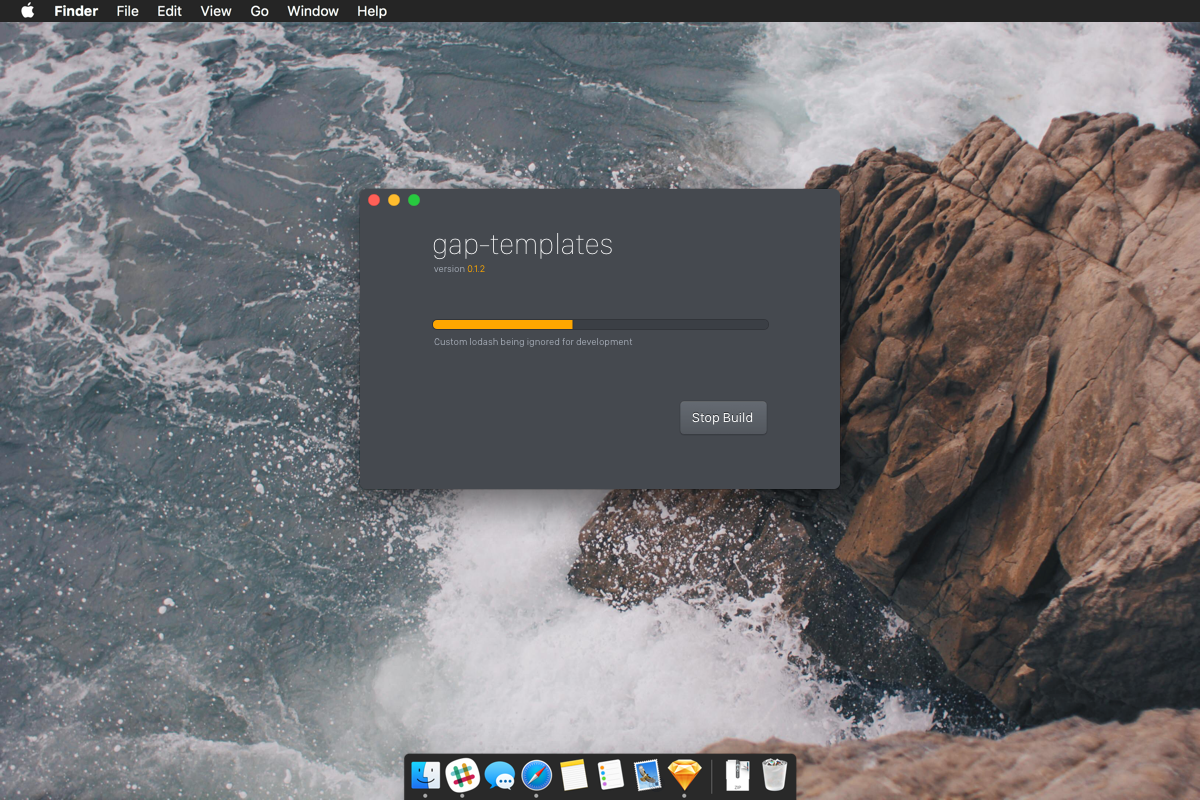 Finder File Edit View Go Window Help
gap-templates
version 0.1.2
Custom lodash being ignored for development
Stop Build
ZIP